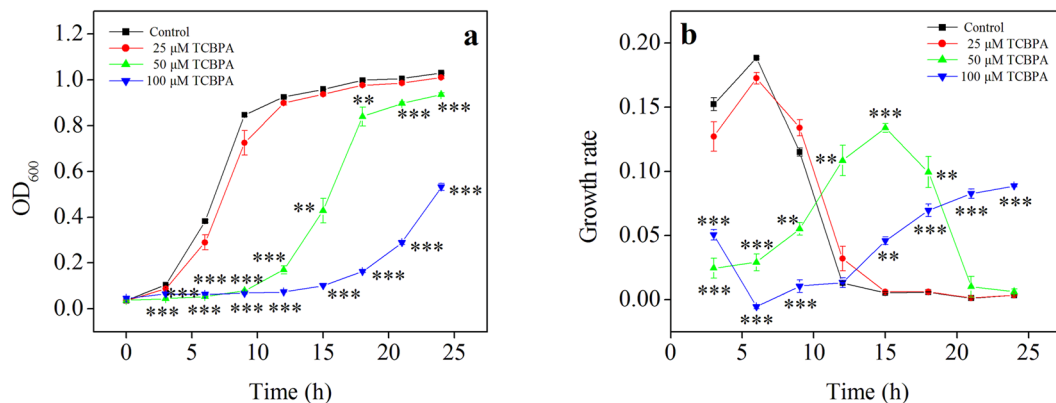 a
Control
25 μM TCBPA
50 μM TCBPA
100 μM TCBPA
OD600
1.2
1.0
0.8
0.6
0.4
0.2
0.0
** *** ***
**
***
*** *** ***
*** *** *** ***
*** *** *** ***
0 5 10 15 20 25
Time (h)
b
Control
25 μM TCBPA
50 μM TCBPA
100 μM TCBPA
Growth rate
0.20
0.15
0.10
0.05
0.00
***
** **
*** ** *** *** ***
*** **
*** *** ***
0 5 10 15 20 25
Time (h)